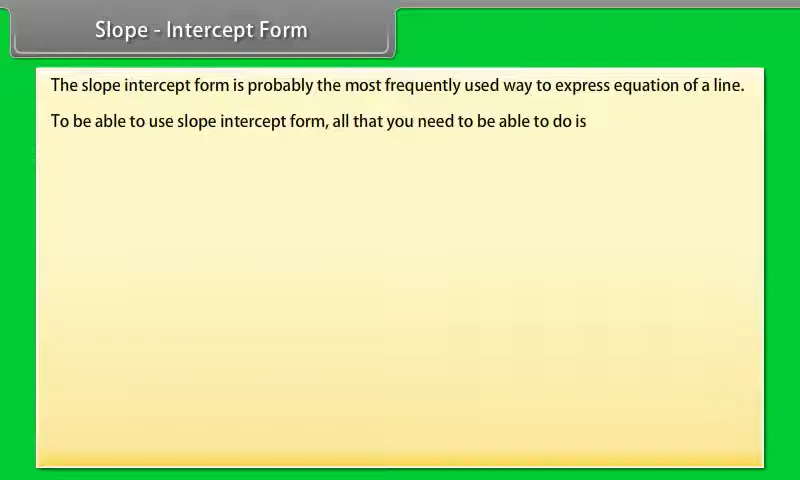 Slope - Intercept Form
The slope intercept form is probably the most frequently used way to express equation of a line.
To be able to use slope intercept form, all that you need to be able to do is